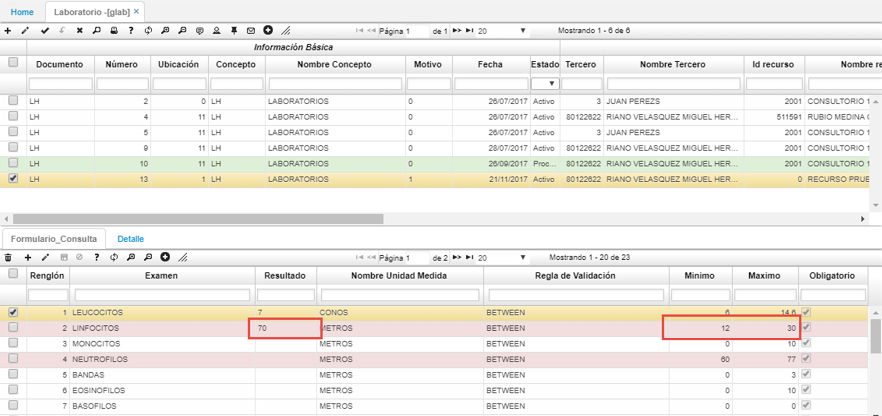 Home Laboratorio -[glab] ×
Página 1 de 1 20 Mostrando 1 - 6 de 6
Información Básica
Documento Número Ubicación Concepto Nombre Concepto Motivo Fecha Estado Tercero Nombre Tercero Id recurso Nombre re
LH 2 0 LH LABORATORIOS 0 26/07/2017 Activo 3 JUAN PEREZS 2001 CONSULTORIO 1
LH 4 11 LH LABORATORIOS 0 26/07/2017 Activo 80122622 RIANO VELASQUEZ MIGUEL HER... 511591 RUBIO MEDINA C
LH 5 11 LH LABORATORIOS 0 26/07/2017 Activo 3 JUAN PEREZS 2001 CONSULTORIO 1
LH 9 11 LH LABORATORIOS 0 28/07/2017 Activo 80122622 RIANO VELASQUEZ MIGUEL HER... 2001 CONSULTORIO 1
LH 10 11 LH LABORATORIOS 0 26/09/2017 Proc... 80122622 RIANO VELASQUEZ MIGUEL HER... 2001 CONSULTORIO 1
LH 13 1 LH LABORATORIOS 1 21/11/2017 Activo 80122622 RIANO VELASQUEZ MIGUEL HER... 0 RECURSO PRUE
Formulario_Consulta Detalle
Página 1 de 2 20 Mostrando 1 - 20 de 23
Renglón Examen Resultado Nombre Unidad Medida Regla de Validación Minimo Maximo Obligatorio
1 LEUCOCITOS 7 CONOS BETWEEN 6 14.6
2 LINFOCITOS 70 METROS BETWEEN 12 30
3 MONOCITOS METROS BETWEEN 0 10
4 NEUTROFILOS METROS BETWEEN 60 77
5 BANDAS METROS BETWEEN 0 3
6 EOSINOFILOS METROS BETWEEN 0 10
7 BASOFILOS METROS BETWEEN 0 0